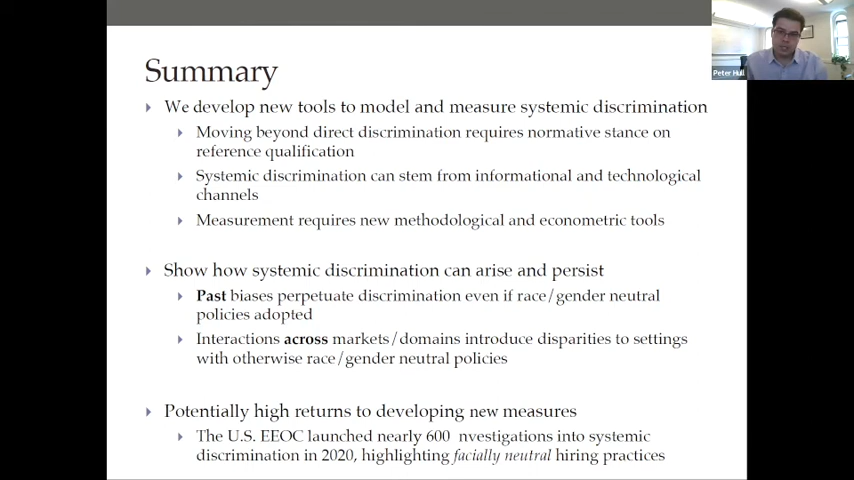 Summary
We develop new tools to model and measure systemic discrimination
Moving beyond direct discrimination requires normative stance on
reference qualification
Systemic discrimination can stem from informational and technological
channels
Measurement requires new methodological and econometric tools
Show how systemic discrimination can arise and persist
Past biases perpetuate discrimination even if race/gender neutral
policies adopted
Interactions across markets/domains introduce disparities to settings
with otherwise race/gender neutral policies
Potentially high returns to developing new measures
The U.S. EEOC launched nearly 600 nvestigations into systemic
discrimination in 2020, highlighting facially neutral hiring practices
Peter Hull